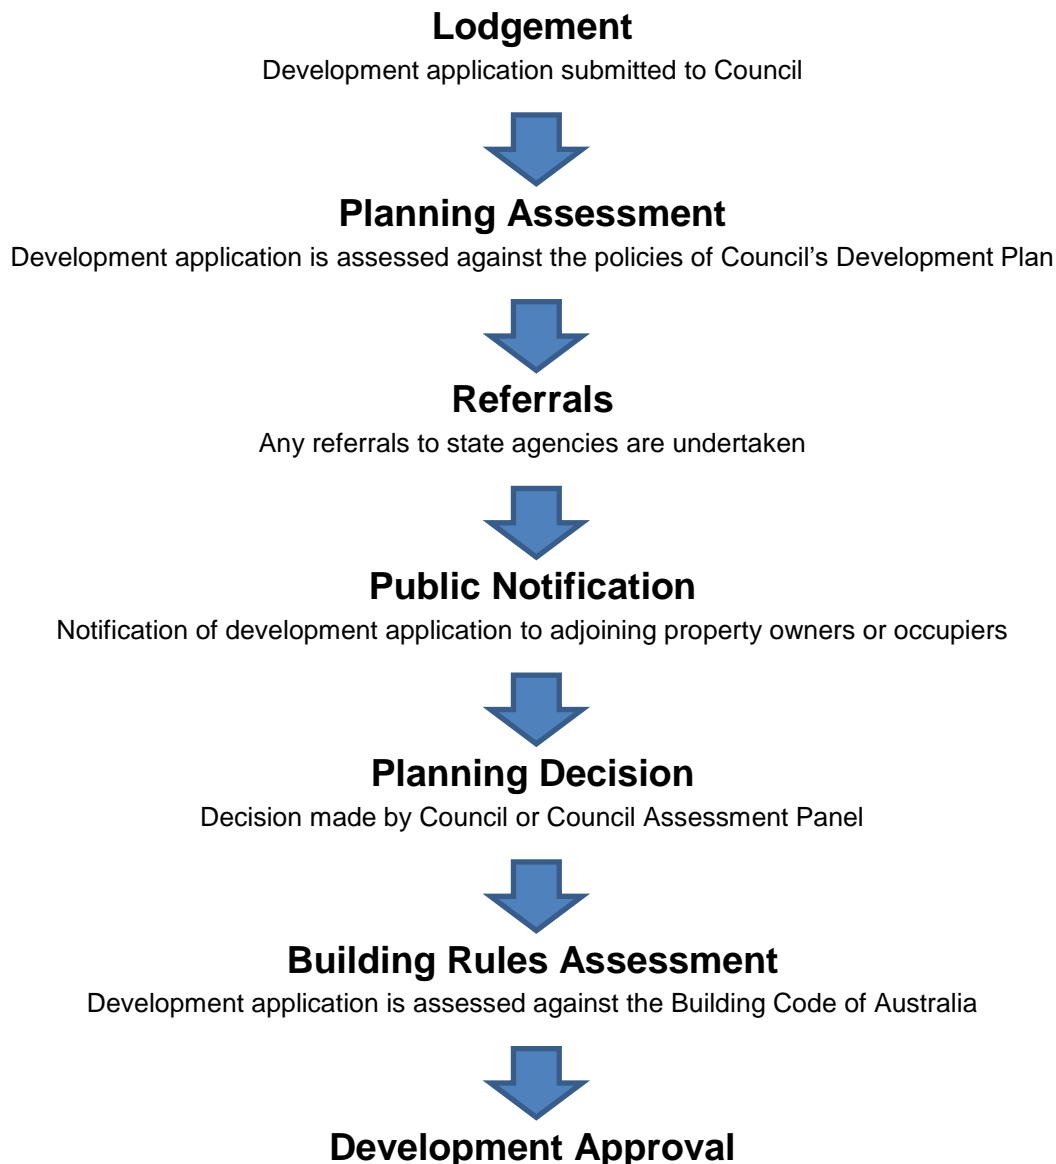 Lodgement
Development application submitted to Council
Planning Assessment
Development application is assessed against the policies of Council’s Development Plan
Referrals
Any referrals to state agencies are undertaken
Public Notification
Notification of development application to adjoining property owners or occupiers
Planning Decision
Decision made by Council or Council Assessment Panel
Building Rules Assessment
Development application is assessed against the Building Code of Australia
Development Approval